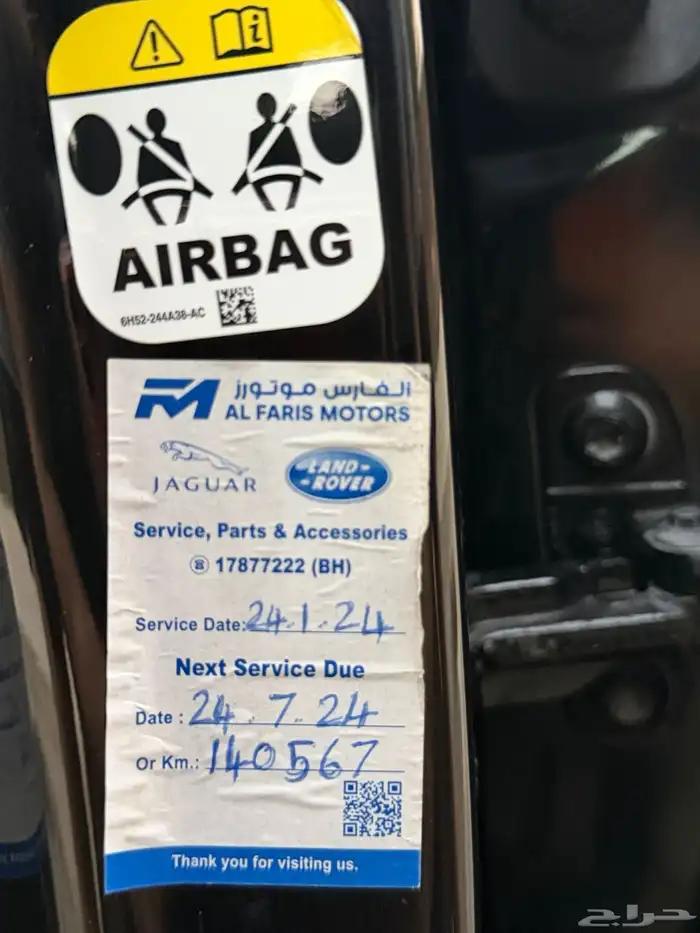 AIRBAG
6H52-244A38-AC
الفارس موتورز
AL FARIS MOTORS
JAGUAR
LAND-
ROVER
Service, Parts & Accessories
17877222 (BH)
Service Date: 24.1.24
Next Service Due
Date : 24.7.24
Or Km.: 140567
Thank you for visiting us.
حراج